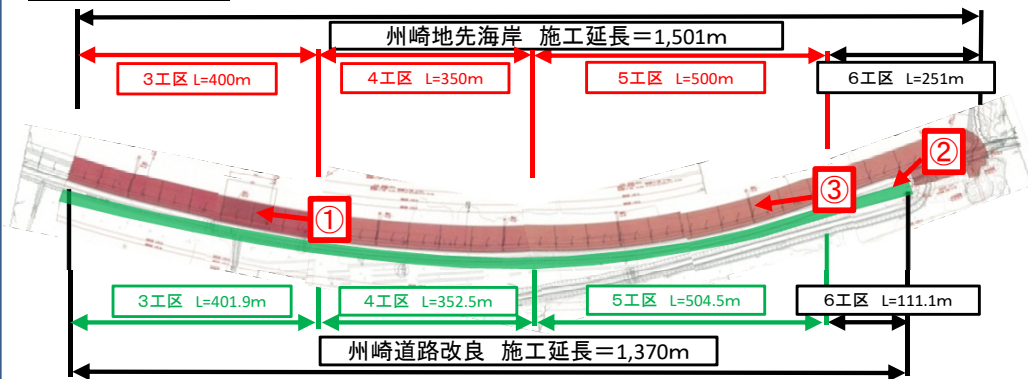 州崎地先海岸 施工延長＝1,501m
3工区 L=400m
4工区 L=350m
5工区 L=500m
6工区 L=251m
①
②
③
3工区 L=401.9m
4工区 L=352.5m
5工区 L=504.5m
6工区 L=111.1m
州崎道路改良 施工延長＝1,370m